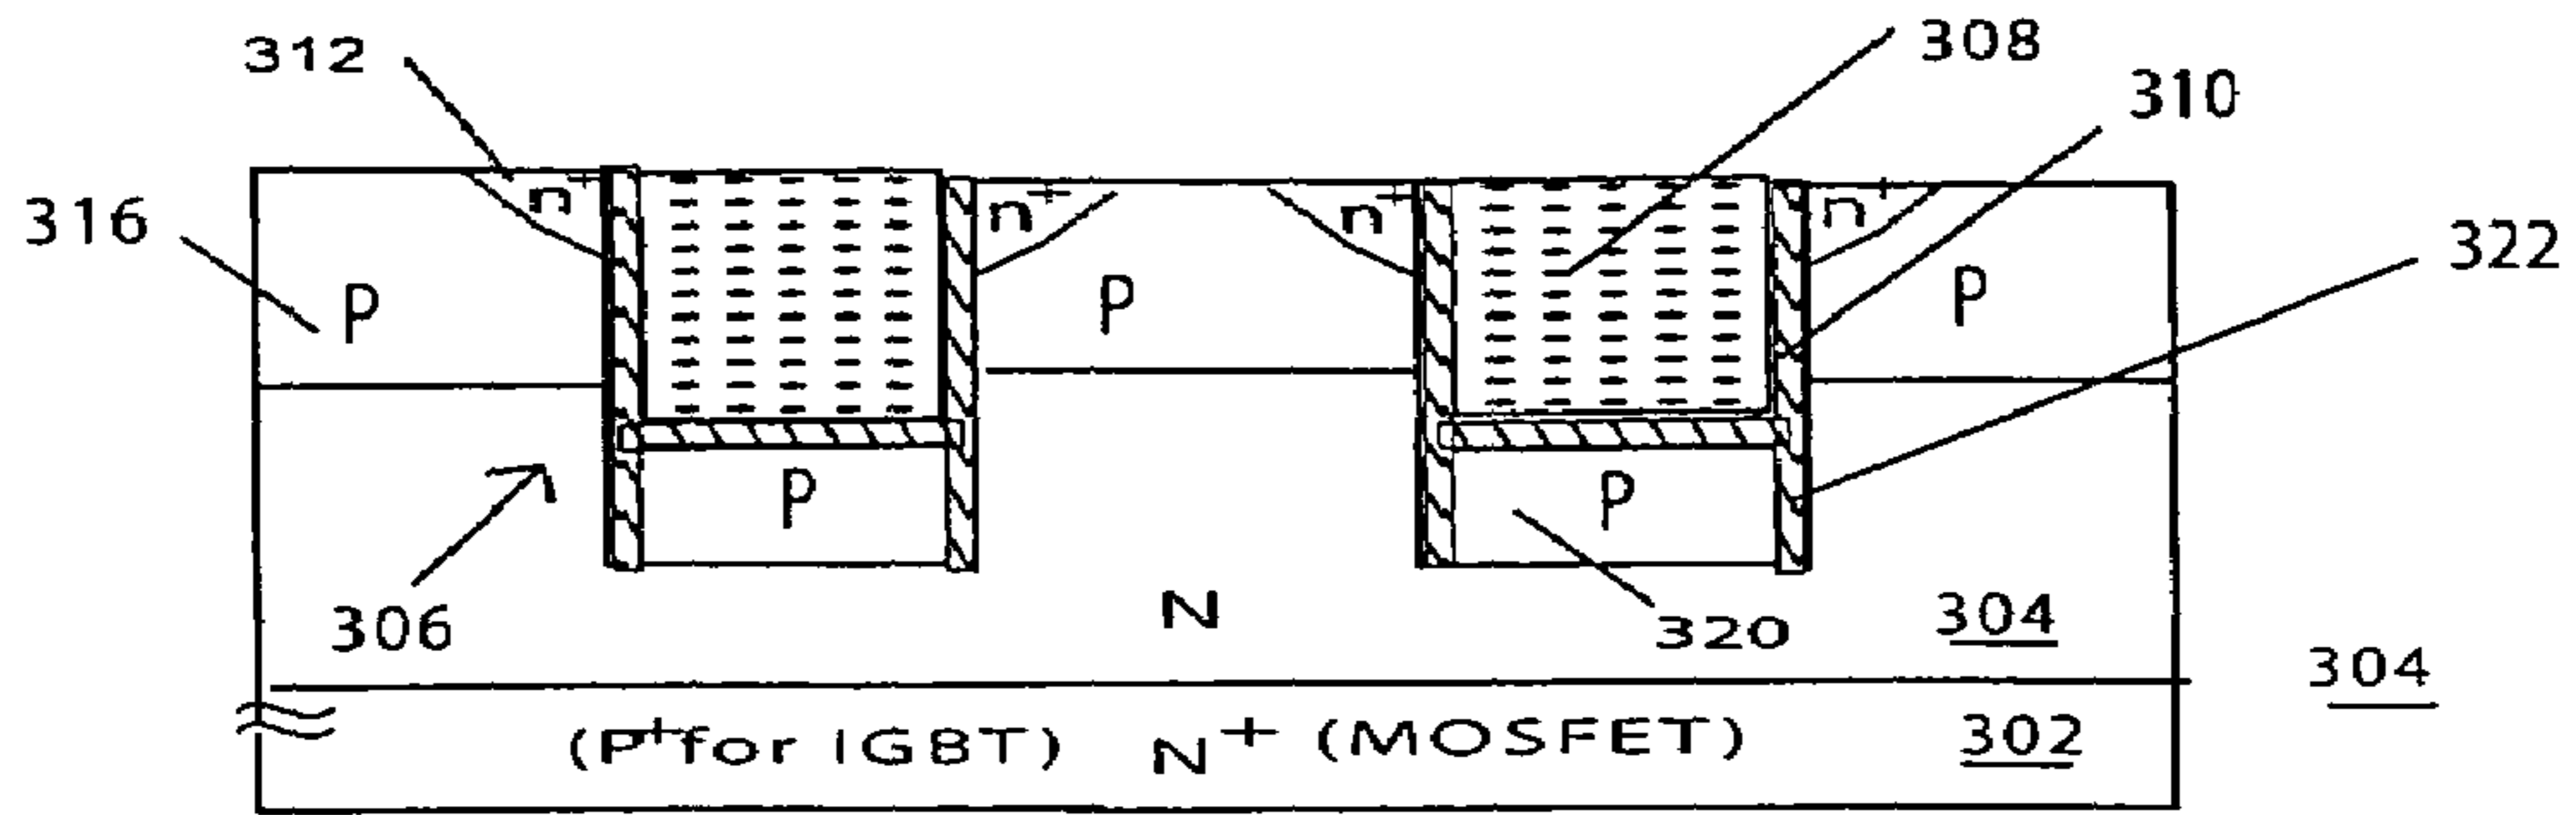 312
308
310
316
n+
n+
n+
n+
322
P
P
P
P
P
306
N
320
304
304
(P+ for IGBT) N+ (MOSFET)
302